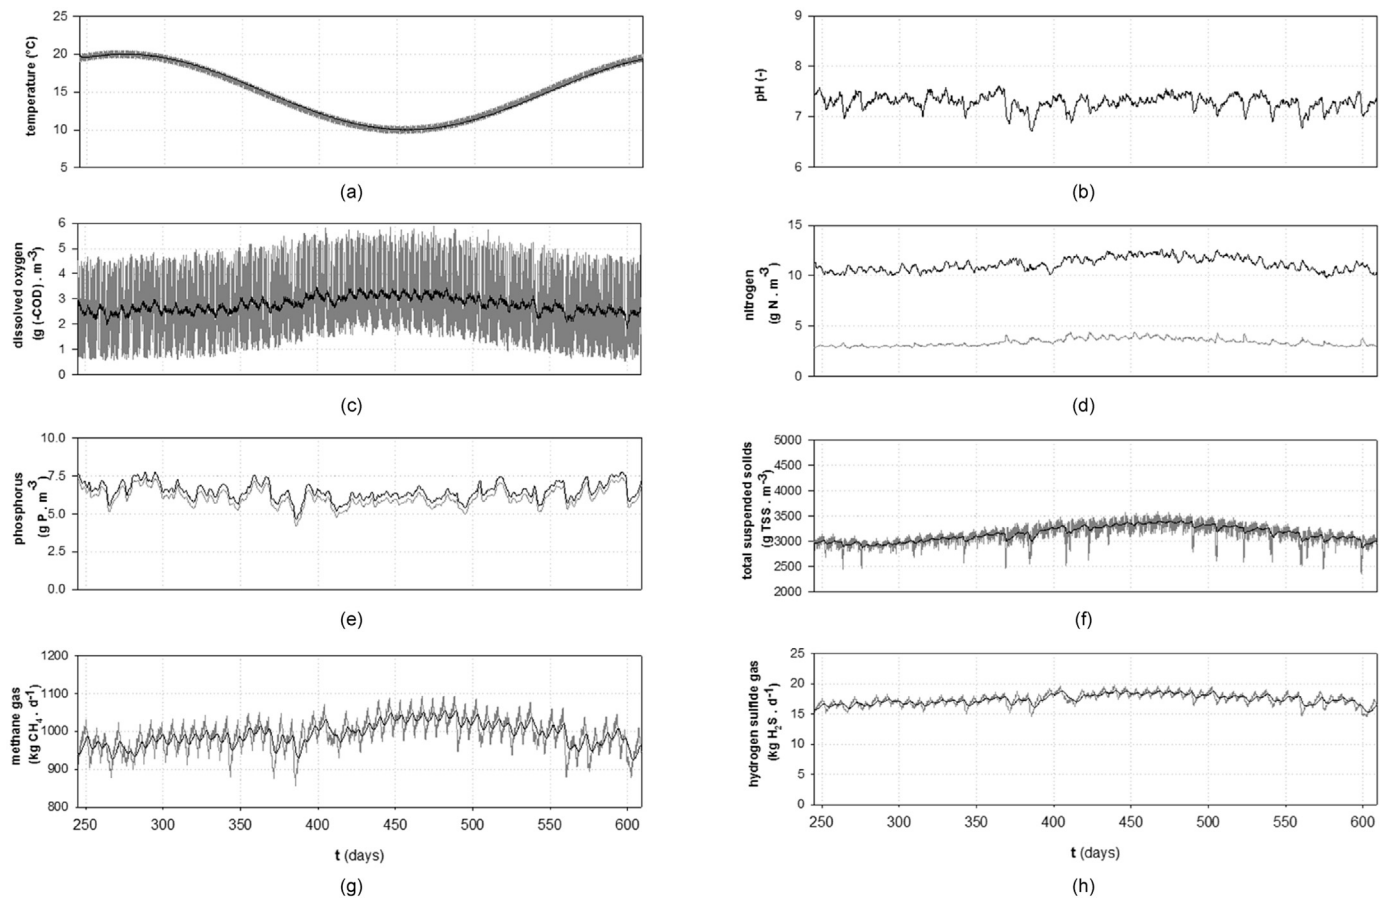 25
20
15
10
5
temperature (°C)
(a)
9
8
7
6
pH (-)
(b)
6
5
4
3
2
1
0
dissolved oxygen
(g (-COD) . m⁻³)
(c)
15
10
5
0
nitrogen
(g N . m⁻³)
(d)
10.0
7.5
5.0
2.5
0.0
phosphorus
(g P. m⁻³)
(e)
5000
4500
4000
3500
3000
2500
2000
total suspended solids
(g TSS . m⁻³)
(f)
1200
1100
1000
900
800
methane gas
(kg CH₄ . d⁻¹)
250 300 350 400 450 500 550 600
t (days)
(g)
25
20
15
10
5
0
hydrogen sulfide gas
(kg H₂S . d⁻¹)
250 300 350 400 450 500 550 600
t (days)
(h)